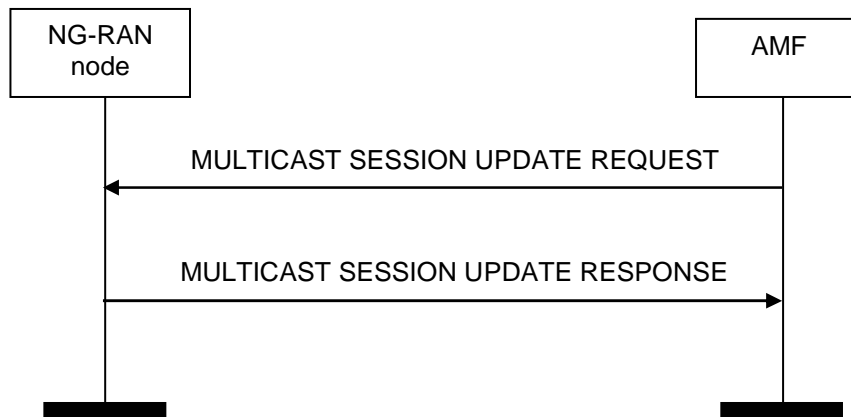 NG-RAN
node
AMF
MULTICAST SESSION UPDATE REQUEST
MULTICAST SESSION UPDATE RESPONSE